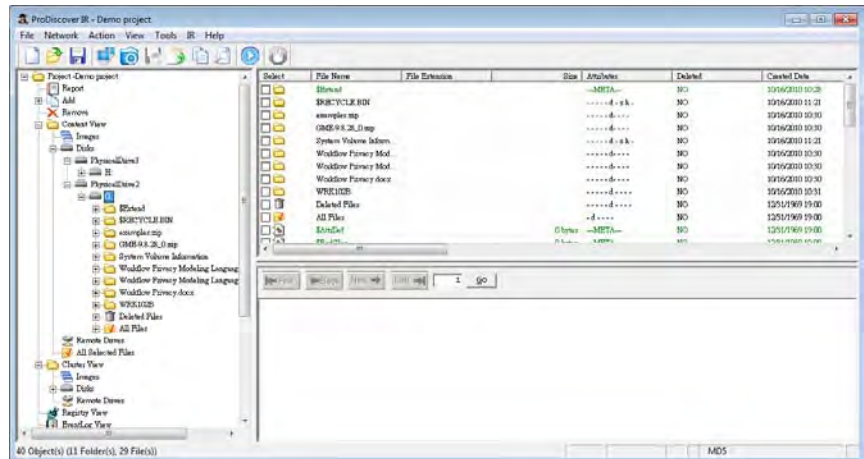 ProDiscover IR - Demo project
File Network Action View Tools IR Help
Project -Demo project
Report
Add
Remove
Content View
Images
Disks
PhysicalDrive3
H:
PhysicalDrive2
G:
$Extend
$RECYCLE.BIN
examples.zip
GME-9.8.28_0.zip
System Volume Information
Workflow Privacy Modeling Languag
Workflow Privacy Modeling Languag
Workflow Privacy.docx
WRK102B
Deleted Files
All Files
Remote Drives
All Selected Files
Cluster View
Images
Disks
Remote Drives
Registry View
EventLog View
Select File Name File Extension Size Attributes Deleted Created Date
$Extend --META-- NO 10/16/2010 10:28
$RECYCLE.BIN - - - - - d - s h - NO 10/16/2010 11:21
examples.zip - - - - - d - - - - NO 10/16/2010 10:30
GME-9.8.28_0.zip - - - - - d - - - - NO 10/16/2010 10:30
System Volume Inform... - - - - - d - s h - NO 10/16/2010 11:21
Workflow Privacy Mod... - - - - - d - - - - NO 10/16/2010 10:30
Workflow Privacy Mod... - - - - - d - - - - NO 10/16/2010 10:30
Workflow Privacy.docx - - - - - d - - - - NO 10/16/2010 10:30
WRK102B - - - - - d - - - - NO 10/16/2010 10:31
Deleted Files - - - - - d - - - - NO 12/31/1969 19:00
All Files - d - - - - NO 12/31/1969 19:00
$AttrDef 0 bytes --META-- NO 12/31/1969 19:00
1 GO
40 Object(s) (11 Folder(s), 29 File(s)) MD5